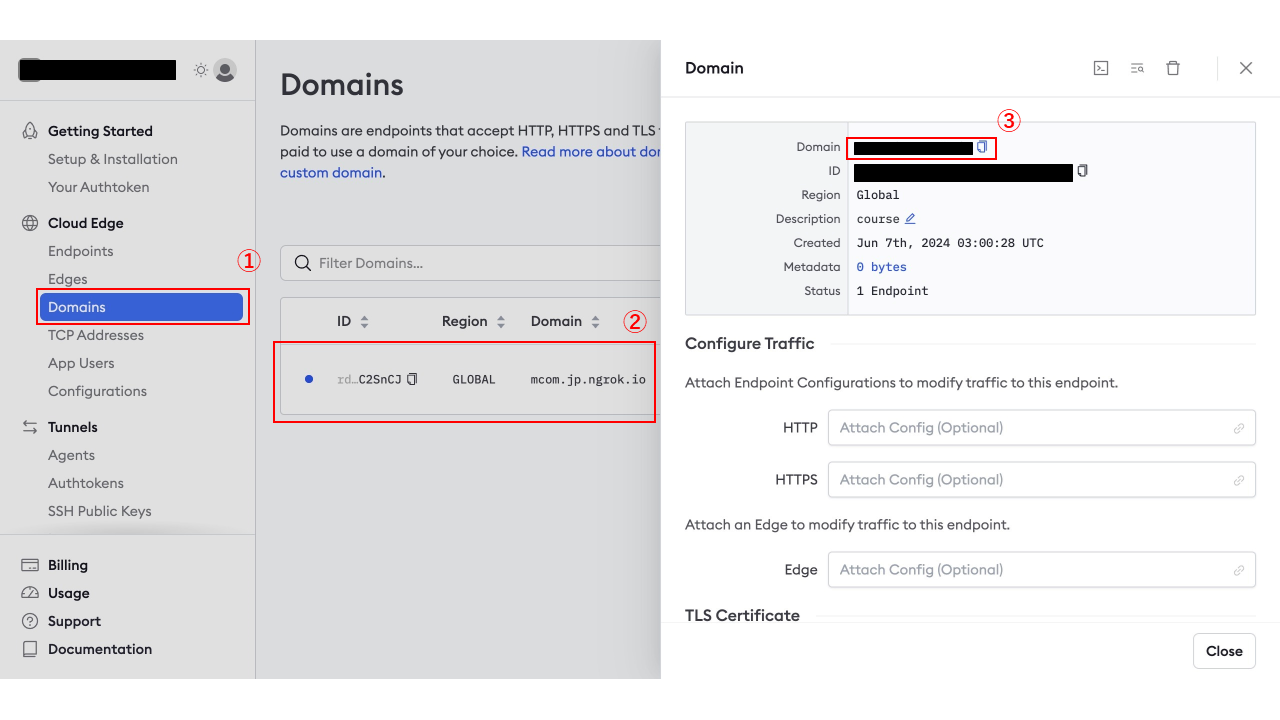 Getting Started
Setup & Installation
Your Authtoken
Cloud Edge
Endpoints
①
Edges
Domains
TCP Addresses
App Users
Configurations
Tunnels
Agents
Authtokens
SSH Public Keys
Billing
Usage
Support
Documentation
Domains
Domains are endpoints that accept HTTP, HTTPS and TLS
paid to use a domain of your choice. Read more about
custom domain.
Filter Domains...
ID Region Domain ②
rd…C2SnCJ GLOBAL mcom.jp.ngrok.io
Domain
③
Domain
ID
Region Global
Description course
Created Jun 7th, 2024 03:00:28 UTC
Metadata 0 bytes
Status 1 Endpoint
Configure Traffic
Attach Endpoint Configurations to modify traffic to this endpoint.
HTTP Attach Config (Optional)
HTTPS Attach Config (Optional)
Attach an Edge to modify traffic to this endpoint.
Edge Attach Config (Optional)
TLS Certificate
Close